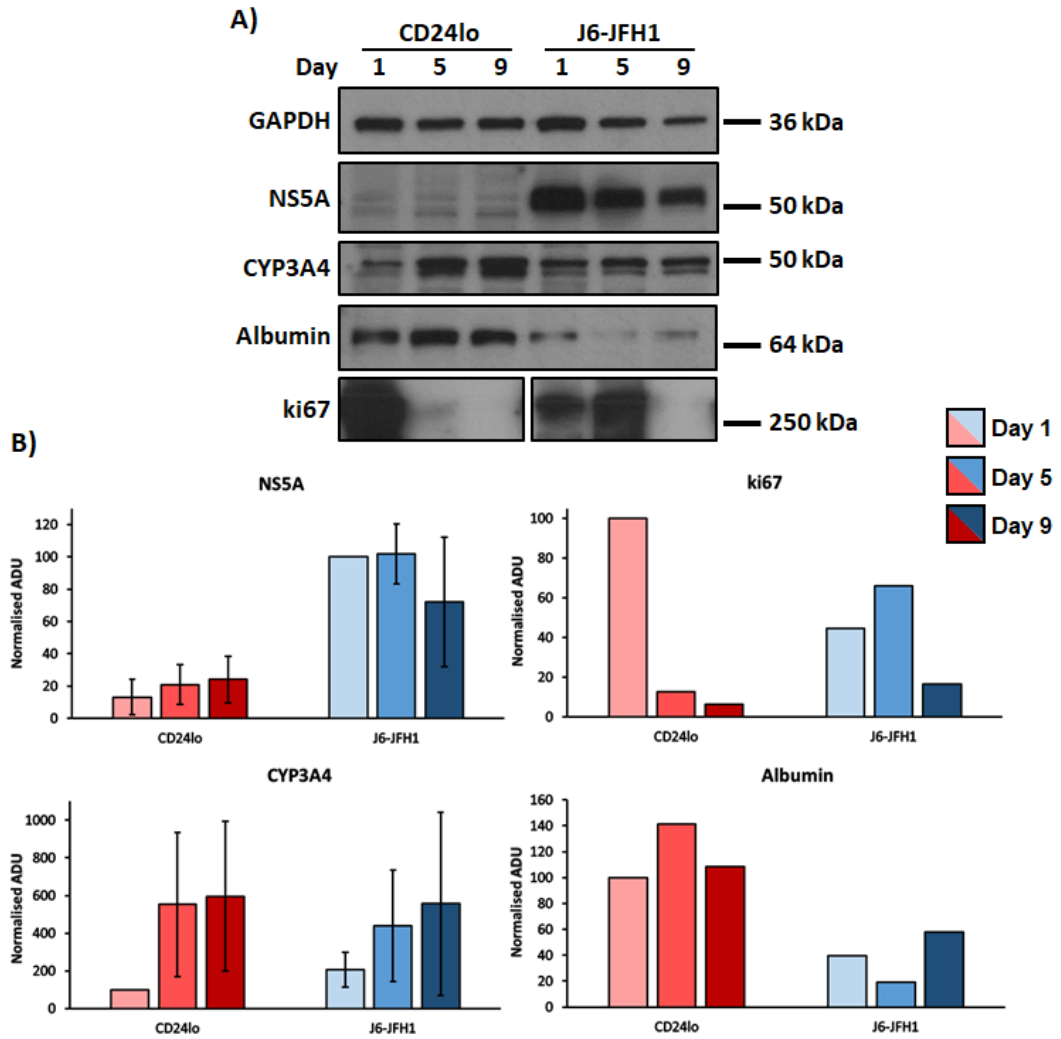 A)
CD24lo J6-JFH1
Day 1 5 9 1 5 9
GAPDH 36 kDa
NS5A 50 kDa
CYP3A4 50 kDa
Albumin 64 kDa
ki67 250 kDa
B)
Day 1
Day 5
Day 9
NS5A
Normalised ADU
120
100
80
60
40
20
0
CD24lo J6-JFH1
ki67
Normalised ADU
100
80
60
40
20
0
CD24lo J6-JFH1
CYP3A4
Normalised ADU
1000
800
600
400
200
0
CD24lo J6-JFH1
Albumin
Normalised ADU
160
140
120
100
80
60
40
20
0
CD24lo J6-JFH1